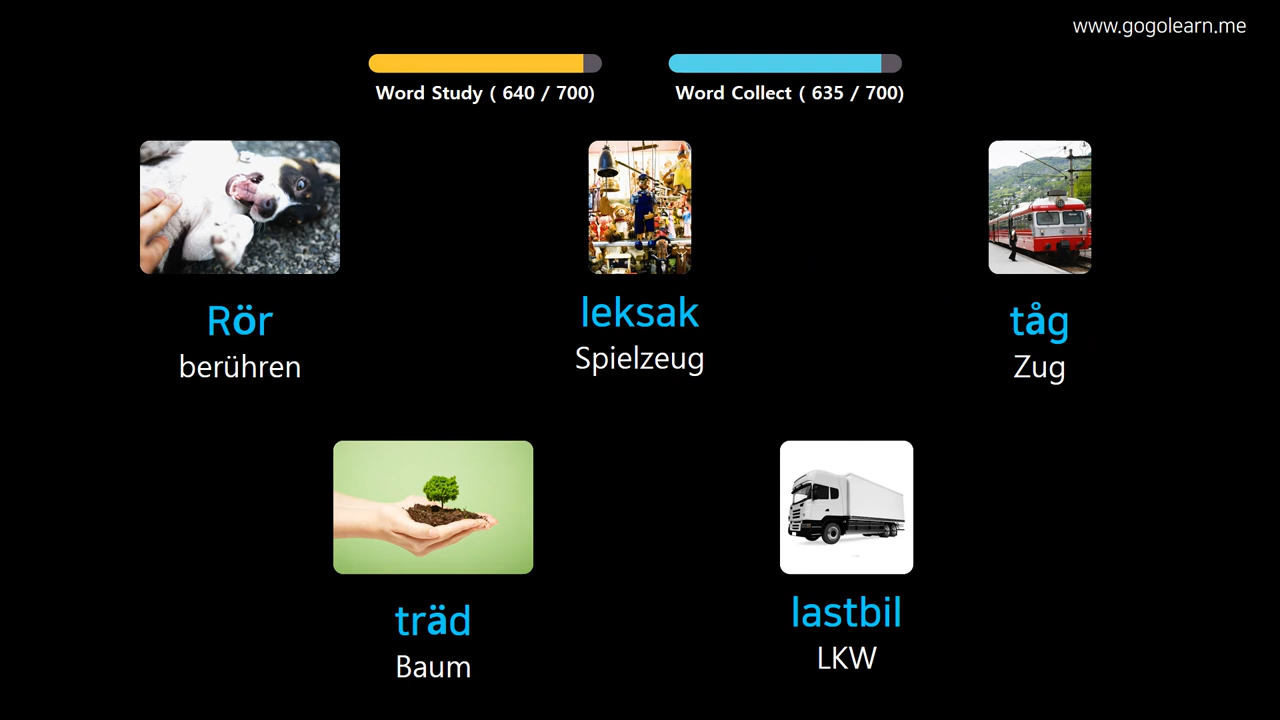 www.gogolearn.me
Word Study ( 640 / 700)
Word Collect ( 635 / 700)
Rör
berühren
leksak
Spielzeug
tåg
Zug
träd
Baum
lastbil
LKW